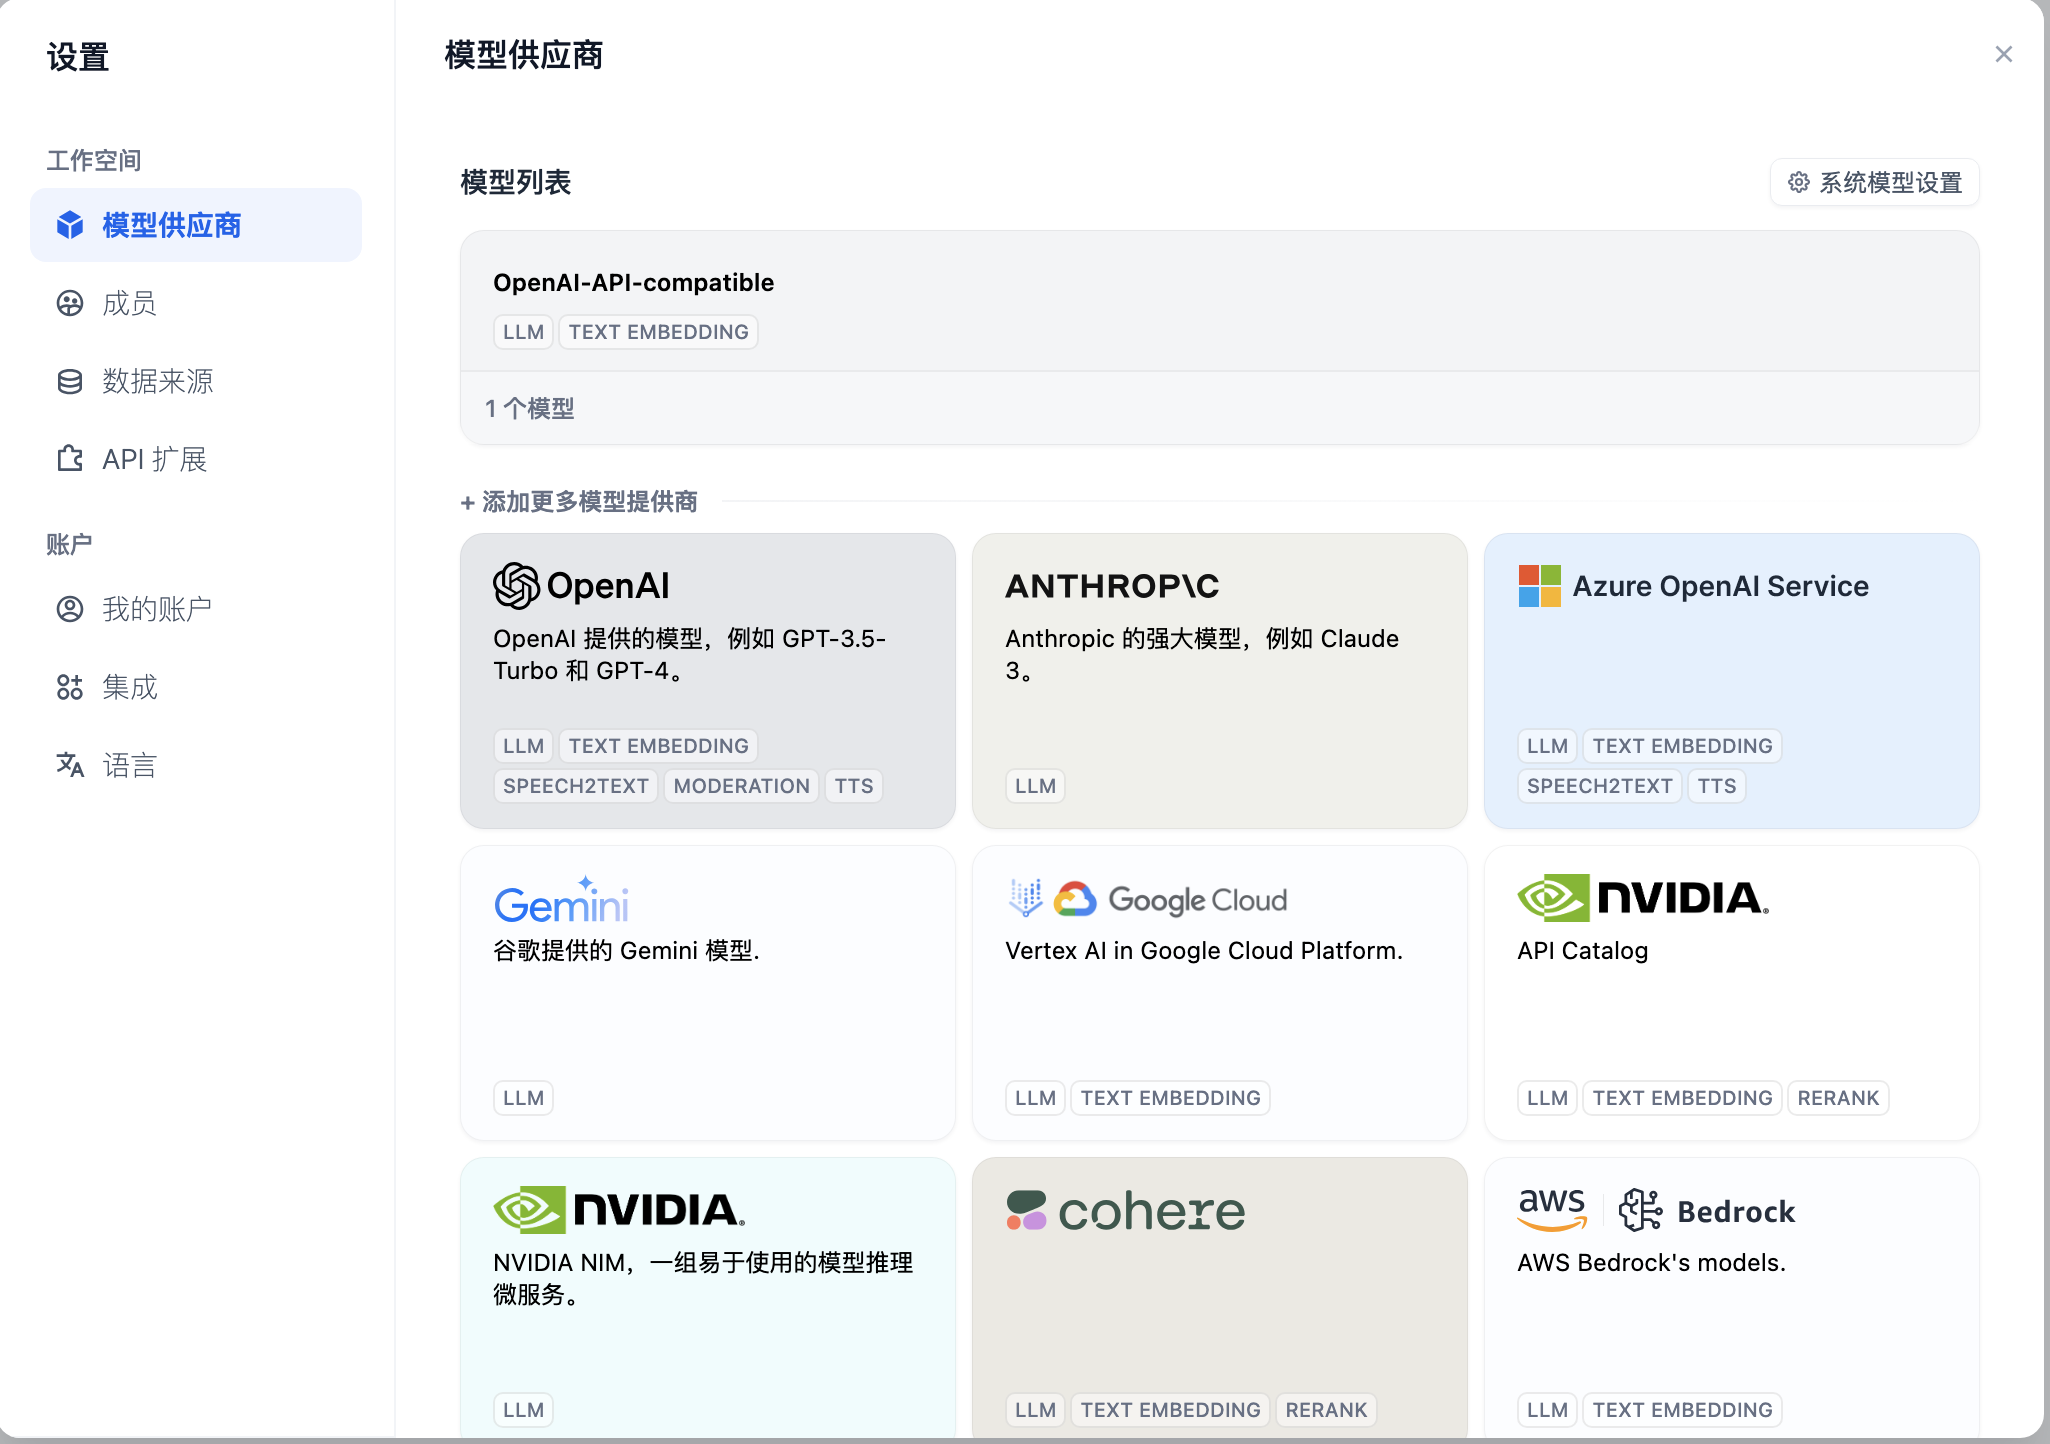 设置
工作空间
模型供应商
成员
数据来源
API 扩展
账户
我的账户
集成
语言
模型供应商
模型列表
系统模型设置
OpenAI-API-compatible
LLM
TEXT EMBEDDING
1 个模型
+ 添加更多模型提供商
OpenAI
OpenAI 提供的模型，例如 GPT-3.5-
Turbo 和 GPT-4。
LLM
TEXT EMBEDDING
SPEECH2TEXT
MODERATION
TTS
ANTHROP\C
Anthropic 的强大模型，例如 Claude
3。
LLM
Azure OpenAI Service
LLM
TEXT EMBEDDING
SPEECH2TEXT
TTS
Gemini
谷歌提供的 Gemini 模型.
LLM
Google Cloud
Vertex AI in Google Cloud Platform.
LLM
TEXT EMBEDDING
NVIDIA.
API Catalog
LLM
TEXT EMBEDDING
RERANK
NVIDIA.
NVIDIA NIM，一组易于使用的模型推理
微服务。
LLM
cohere
LLM
TEXT EMBEDDING
RERANK
aws Bedrock
AWS Bedrock's models.
LLM
TEXT EMBEDDING